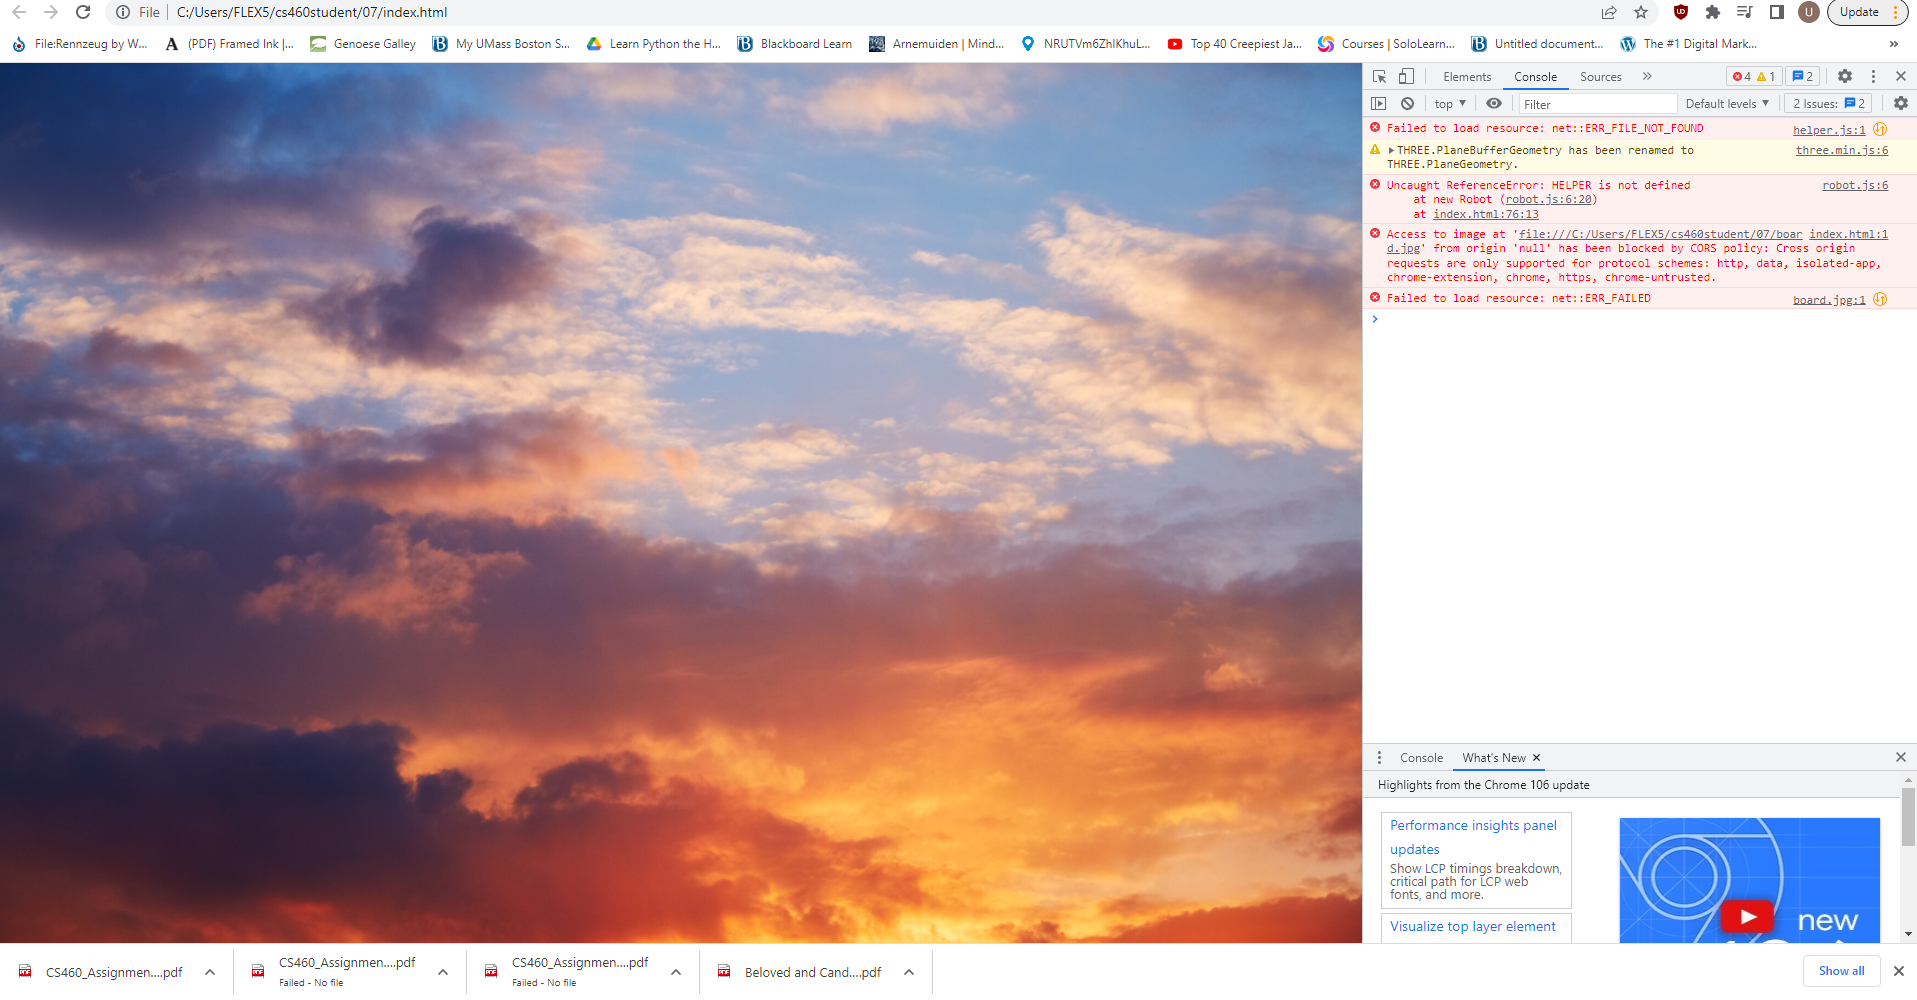 File C:/Users/FLEX5/cs460student/07/index.html
U Update
File:Rennzeug by W... (PDF) Framed Ink |... Genoese Galley My UMass Boston S... Learn Python the H... Blackboard Learn Arnemuiden | Mind... NRUTVm6ZhIKhuL... Top 40 Creepiest Ja... Courses | SoloLearn... Untitled document... The #1 Digital Mark... »
Elements Console Sources » 4 1 2
top Filter Default levels 2 Issues: 2
Failed to load resource: net::ERR_FILE_NOT_FOUND helper.js:1
THREE.PlaneBufferGeometry has been renamed to three.min.js:6
THREE.PlaneGeometry.
Uncaught ReferenceError: HELPER is not defined robot.js:6
at new Robot (robot.js:6:20)
at index.html:76:13
Access to image at 'file:///C:/Users/FLEX5/cs460student/07/boar index.html:1
d.jpg' from origin 'null' has been blocked by CORS policy: Cross origin
requests are only supported for protocol schemes: http, data, isolated-app,
chrome-extension, chrome, https, chrome-untrusted.
Failed to load resource: net::ERR_FAILED board.jpg:1
Console What's New
Highlights from the Chrome 106 update
Performance insights panel
updates
Show LCP timings breakdown,
critical path for LCP web
fonts, and more.
Visualize top layer element
new
CS460_Assignmen....pdf
CS460_Assignmen....pdf
Failed - No file
CS460_Assignmen....pdf
Failed - No file
Beloved and Cand....pdf
Show all